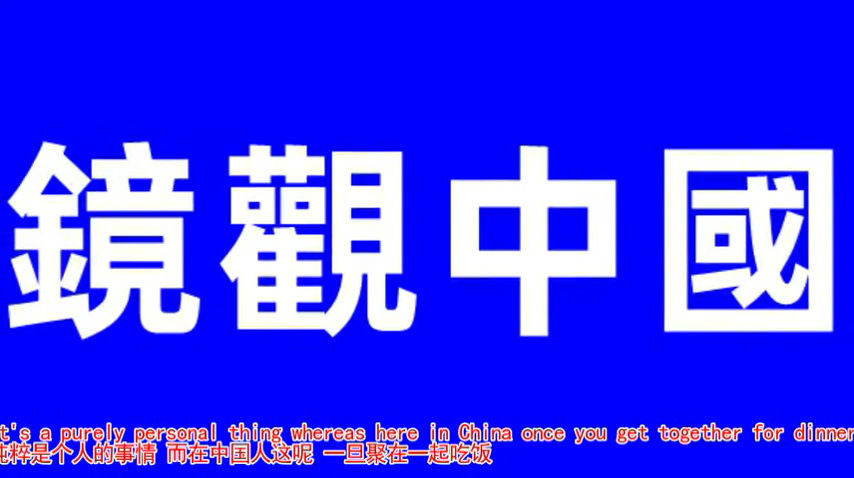 鏡觀中國
t's a purely personal thing whereas here in China once you get together for dinner
纯粹是个人的事情 而在中国人这呢 一旦聚在一起吃饭